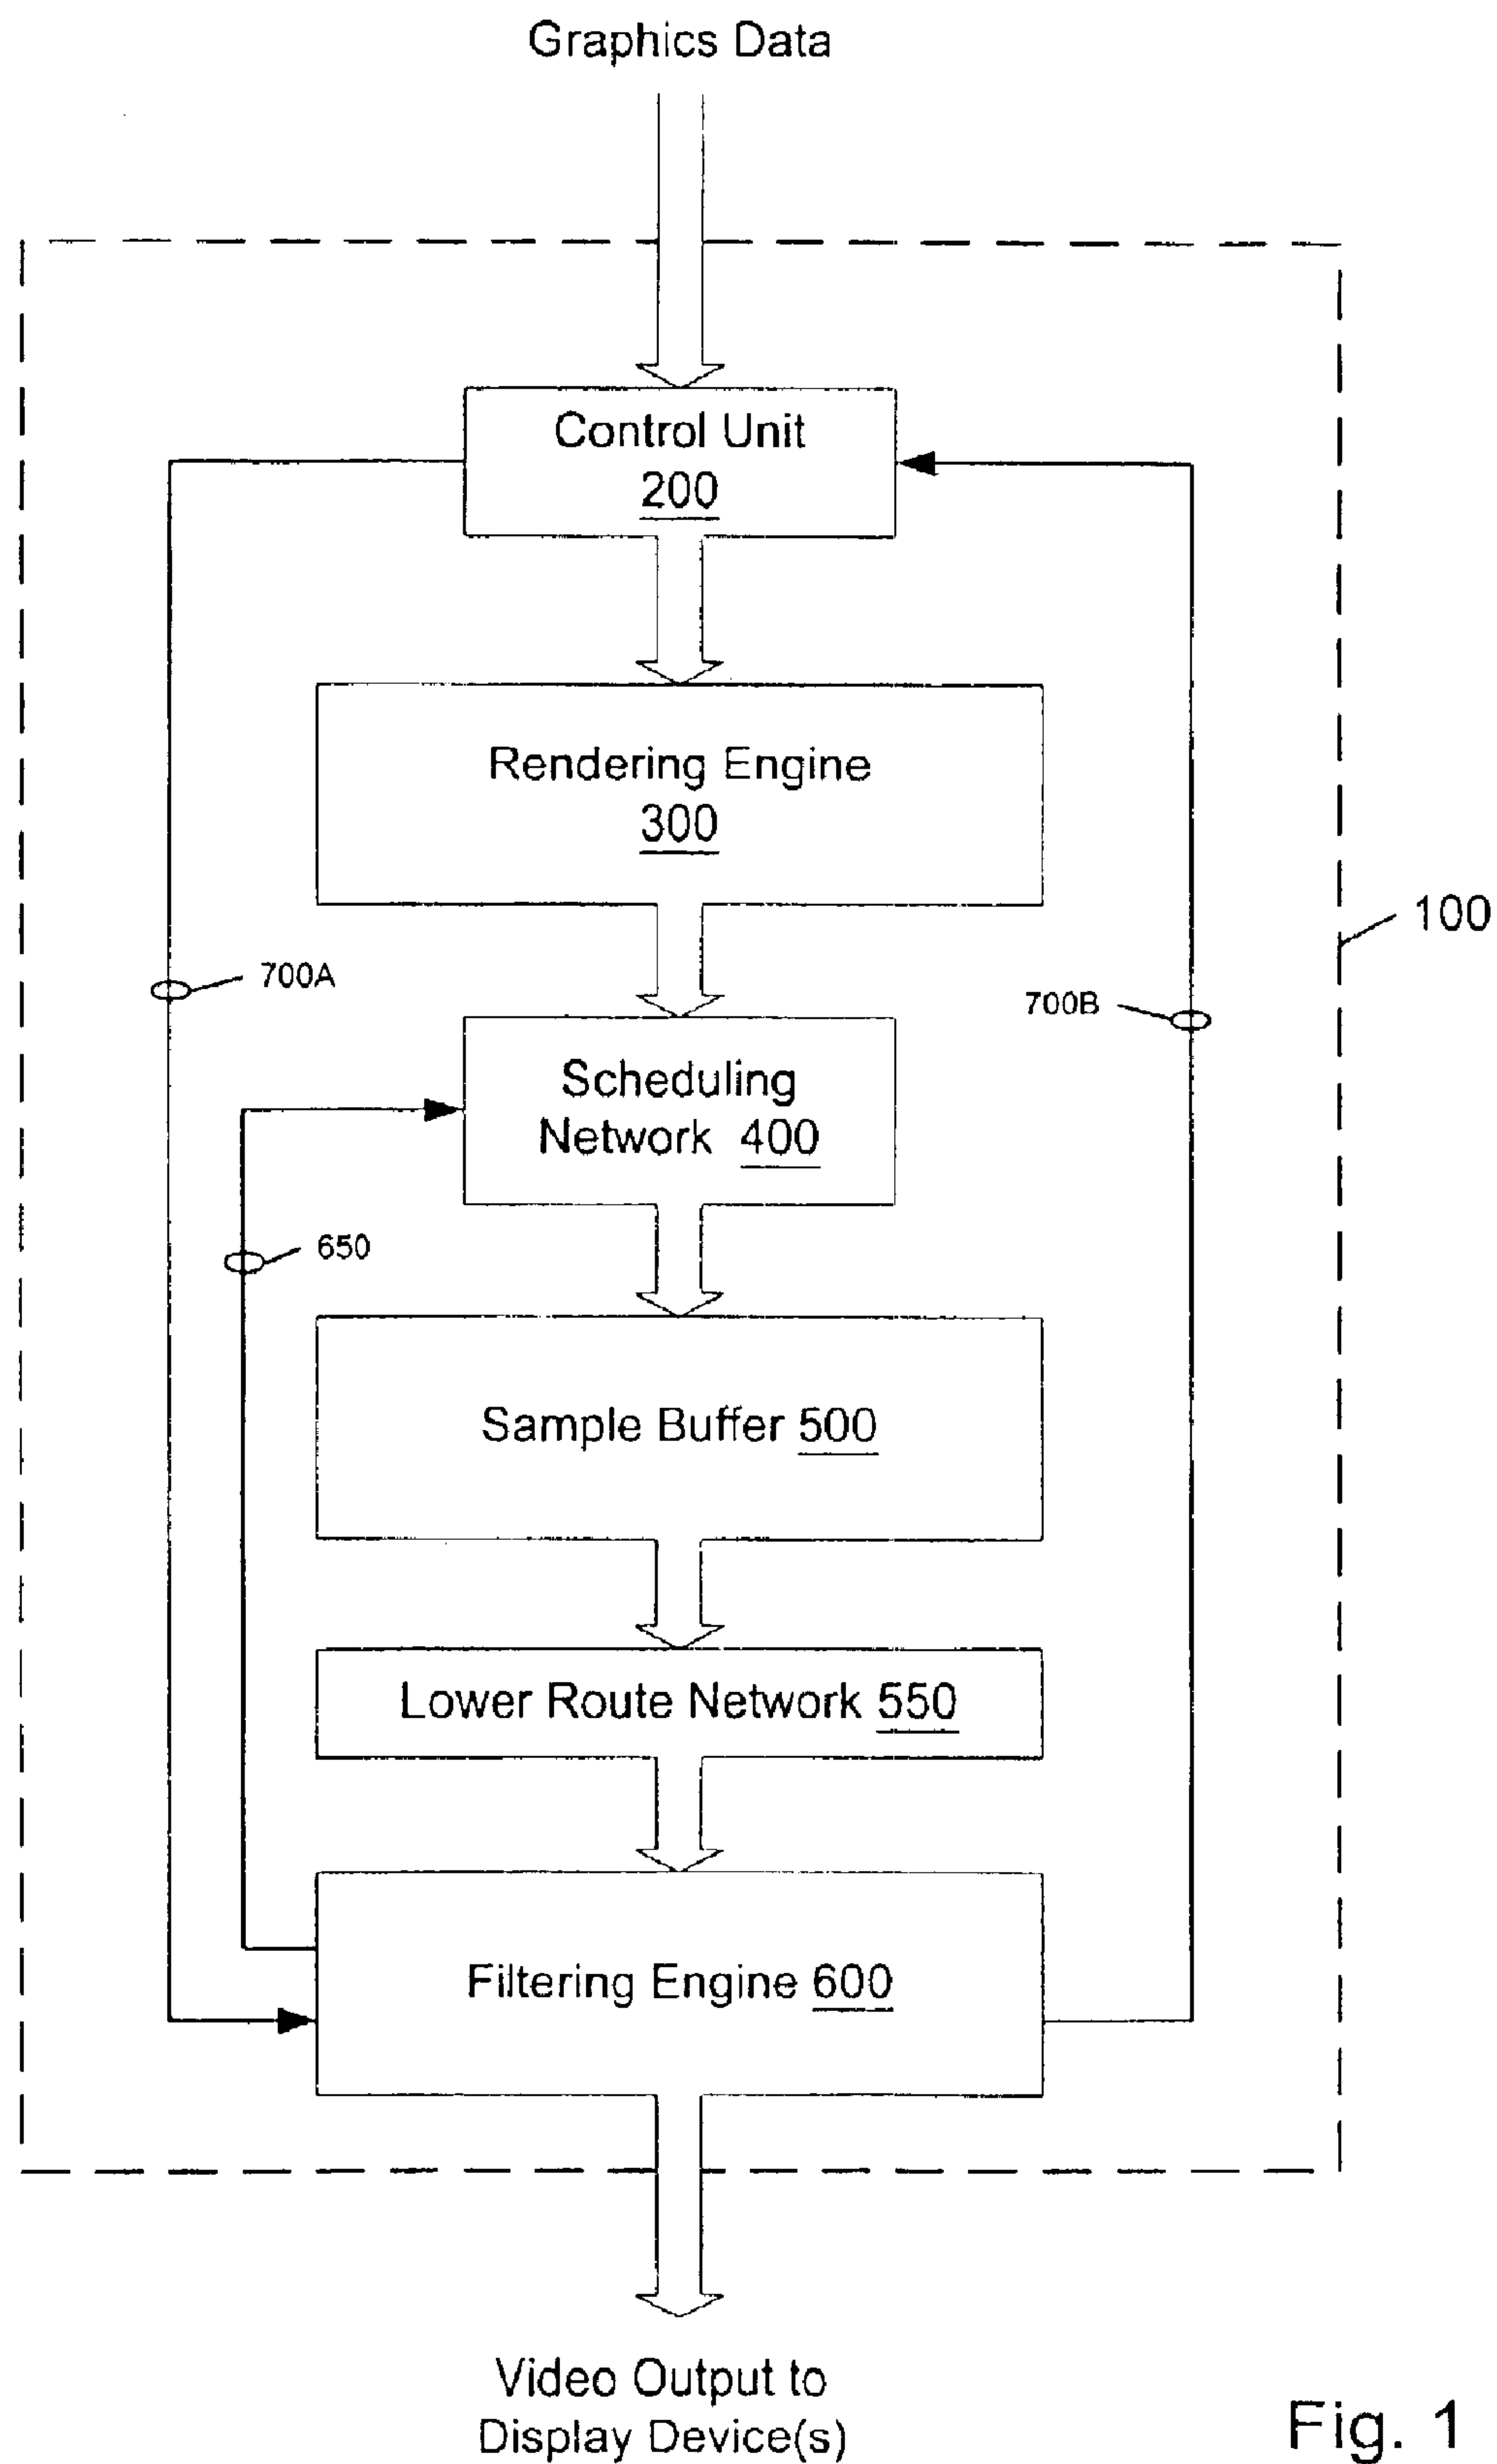 Graphics Data
Control Unit
200
Rendering Engine
300
100
700A
700B
Scheduling
Network 400
650
Sample Buffer 500
Lower Route Network 550
Filtering Engine 600
Video Output to
Display Device(s)
Fig. 1